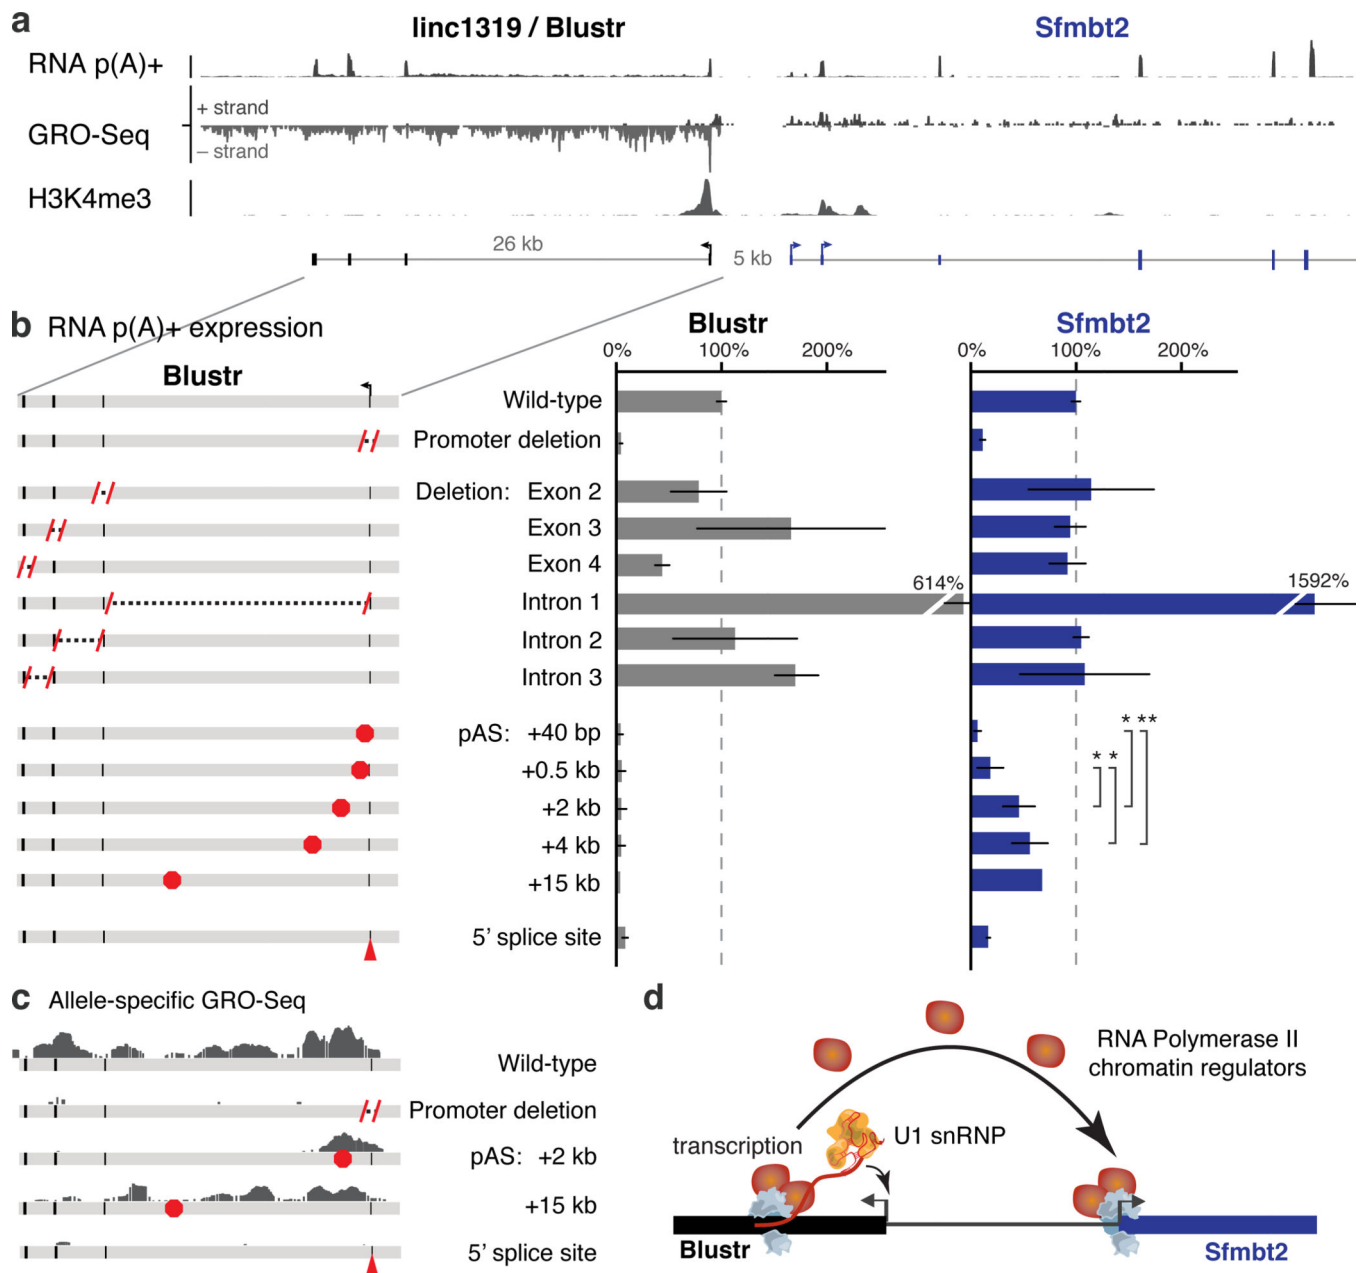 a
linc1319 / Blustr
Sfmbt2
RNA p(A)+
+ strand
GRO-Seq
– strand
H3K4me3
26 kb
5 kb
b RNA p(A)+ expression
Blustr
Sfmbt2
0% 100% 200%
0% 100% 200%
Blustr
Wild-type
Promoter deletion
Deletion: Exon 2
Exon 3
Exon 4
614%
1592%
Intron 1
Intron 2
Intron 3
pAS: +40 bp
* **
+0.5 kb
* *
+2 kb
+4 kb
+15 kb
5’ splice site
c Allele-specific GRO-Seq
Wild-type
Promoter deletion
pAS: +2 kb
+15 kb
5’ splice site
d
RNA Polymerase II
chromatin regulators
transcription
U1 snRNP
Blustr
Sfmbt2